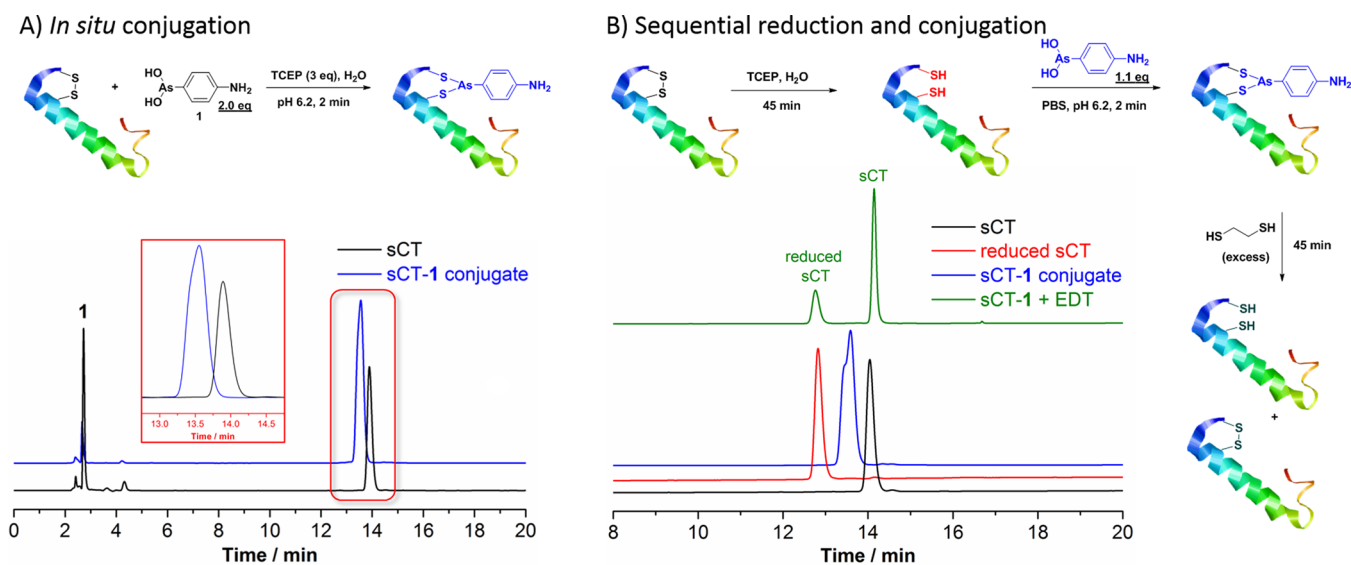 A) In situ conjugation
S
S
+
HO
As
HO
NH2
1
2.0 eq
TCEP (3 eq), H2O
pH 6.2, 2 min
S
As
S
NH2
1
13.0 13.5 14.0 14.5
Time / min
sCT
sCT-1 conjugate
0 2 4 6 8 10 12 14 16 18 20
Time / min
B) Sequential reduction and conjugation
S
S
TCEP, H2O
45 min
SH
SH
HO
As
HO
NH2
1.1 eq
PBS, pH 6.2, 2 min
S
As
S
NH2
sCT
reduced
sCT
sCT
reduced sCT
sCT-1 conjugate
sCT-1 + EDT
8 10 12 14 16 18 20
Time / min
HS
SH
(excess)
45 min
SH
SH
+
S
S